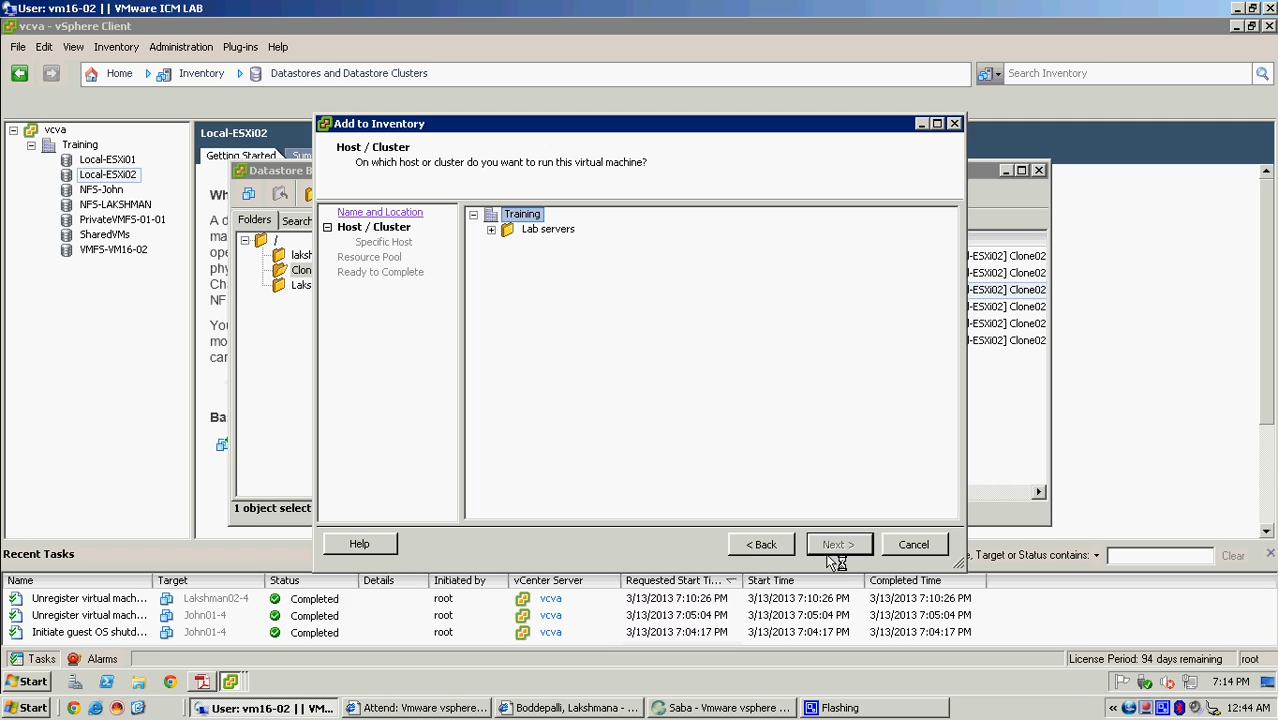 User: vm16-02 || VMware ICM LAB
vcva - vSphere Client
File Edit View Inventory Administration Plug-ins Help
Home Inventory Datastores and Datastore Clusters Search Inventory
vcva
Training
Local-ESXi01
Local-ESXi02
NFS-John
NFS-LAKSHMAN
PrivateVMFS-01-01
SharedVMs
VMFS-VM16-02
Local-ESXi02
Getting Started
Datastore B
Folders Search
/
laksh
Clon
Laks
1 object select
Add to Inventory
Host / Cluster
On which host or cluster do you want to run this virtual machine?
Name and Location
Host / Cluster
Specific Host
Resource Pool
Ready to Complete
Training
Lab servers
Help < Back Next > Cancel
l-ESXi02] Clone02
l-ESXi02] Clone02
l-ESXi02] Clone02
l-ESXi02] Clone02
l-ESXi02] Clone02
l-ESXi02] Clone02
Recent Tasks , Target or Status contains: Clear
Name Target Status Details Initiated by vCenter Server Requested Start Ti... Start Time Completed Time
Unregister virtual mach... Lakshman02-4 Completed root vcva 3/13/2013 7:10:26 PM 3/13/2013 7:10:26 PM 3/13/2013 7:10:26 PM
Unregister virtual mach... John01-4 Completed root vcva 3/13/2013 7:05:04 PM 3/13/2013 7:05:04 PM 3/13/2013 7:05:04 PM
Initiate guest OS shutd... John01-4 Completed root vcva 3/13/2013 7:04:17 PM 3/13/2013 7:04:17 PM 3/13/2013 7:04:17 PM
Tasks Alarms License Period: 94 days remaining root
Start 7:14 PM
Start User: vm16-02 || VM... Attend: Vmware vsphere... Boddepalli, Lakshmana - ... Saba - Vmware vsphere ... Flashing 12:44 AM